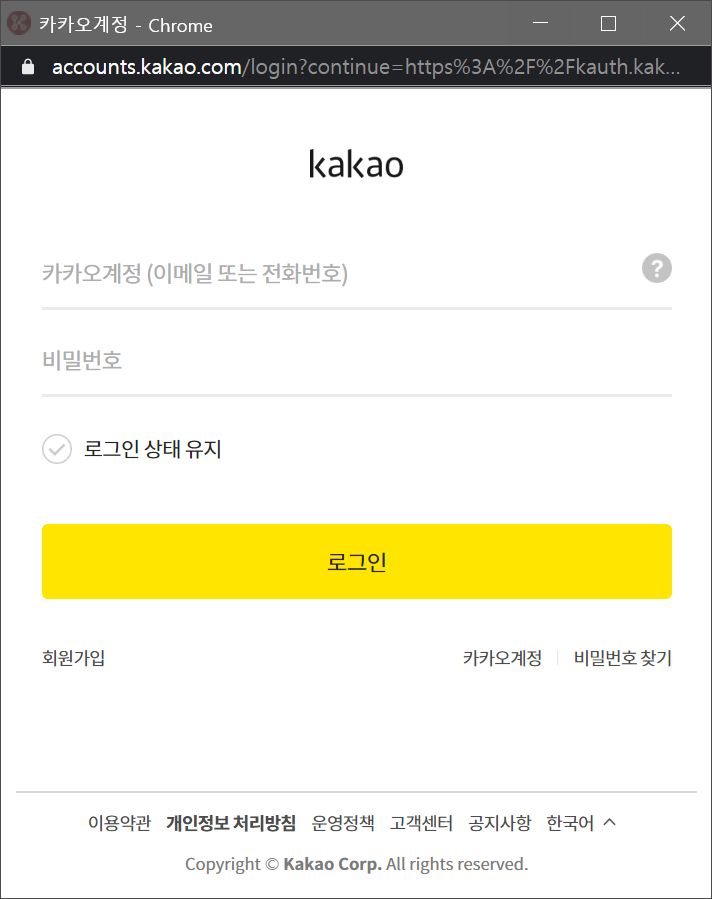 카카오계정 - Chrome
accounts.kakao.com/login?continue=https%3A%2F%2Fkauth.kak...
kakao
카카오계정 (이메일 또는 전화번호)
?
비밀번호
로그인 상태 유지
로그인
회원가입 카카오계정 비밀번호 찾기
이용약관 개인정보 처리방침 운영정책 고객센터 공지사항 한국어
Copyright © Kakao Corp. All rights reserved.